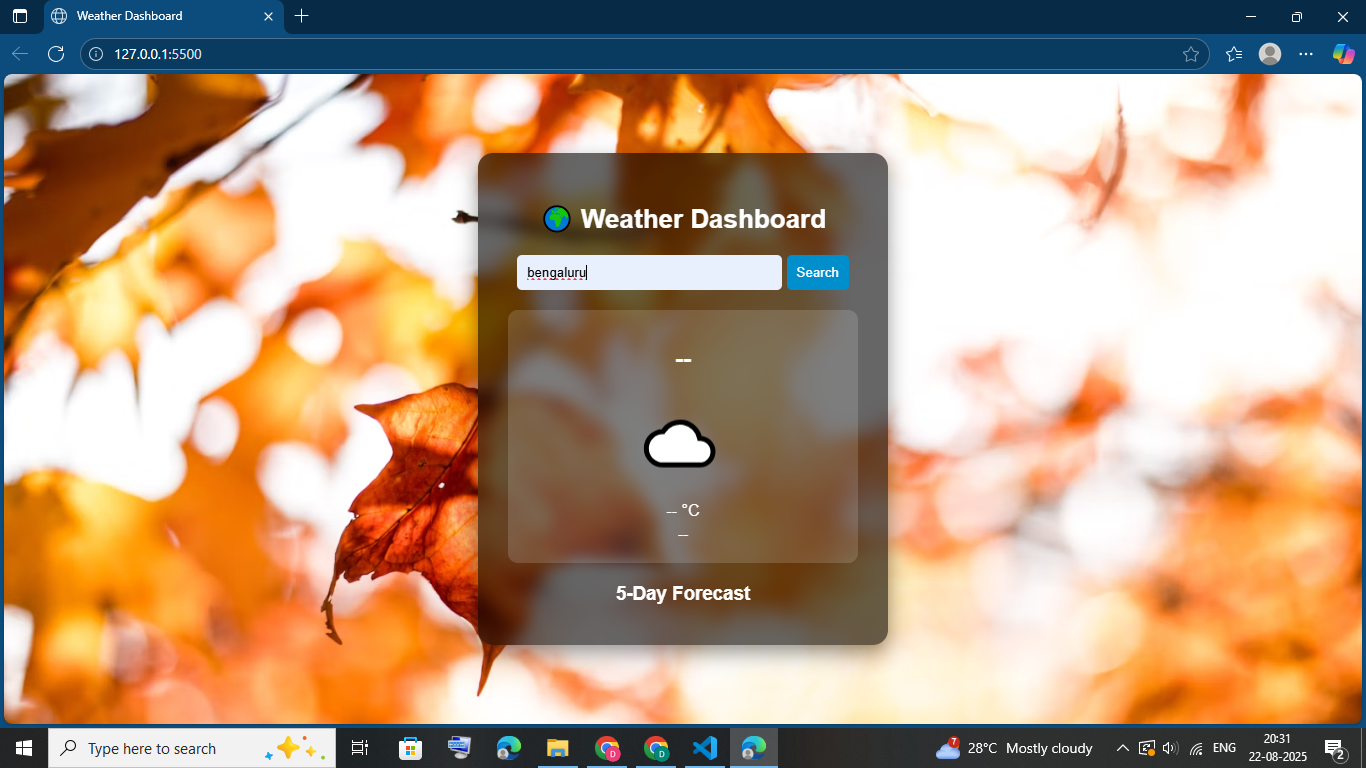 Weather Dashboard
127.0.0.1:5500
Weather Dashboard
bengaluru
Search
--
-- °C
--
5-Day Forecast
Type here to search
7
28°C Mostly cloudy
ENG
20:31
22-08-2025
2
D
D